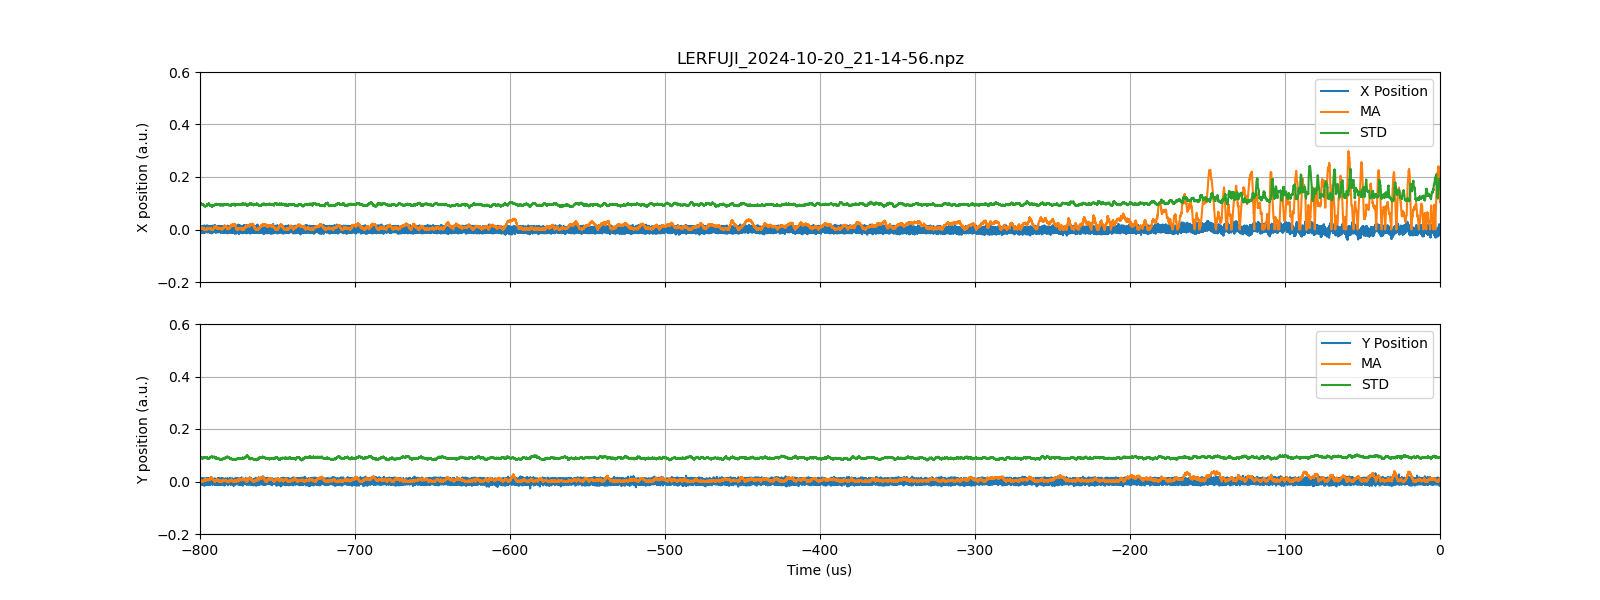 LERFUJI_2024-10-20_21-14-56.npz
0.6
0.4
0.2
0.0
−0.2
X position (a.u.)
X Position
MA
STD
0.6
0.4
0.2
0.0
−0.2
Y position (a.u.)
Y Position
MA
STD
−800 −700 −600 −500 −400 −300 −200 −100 0
Time (us)